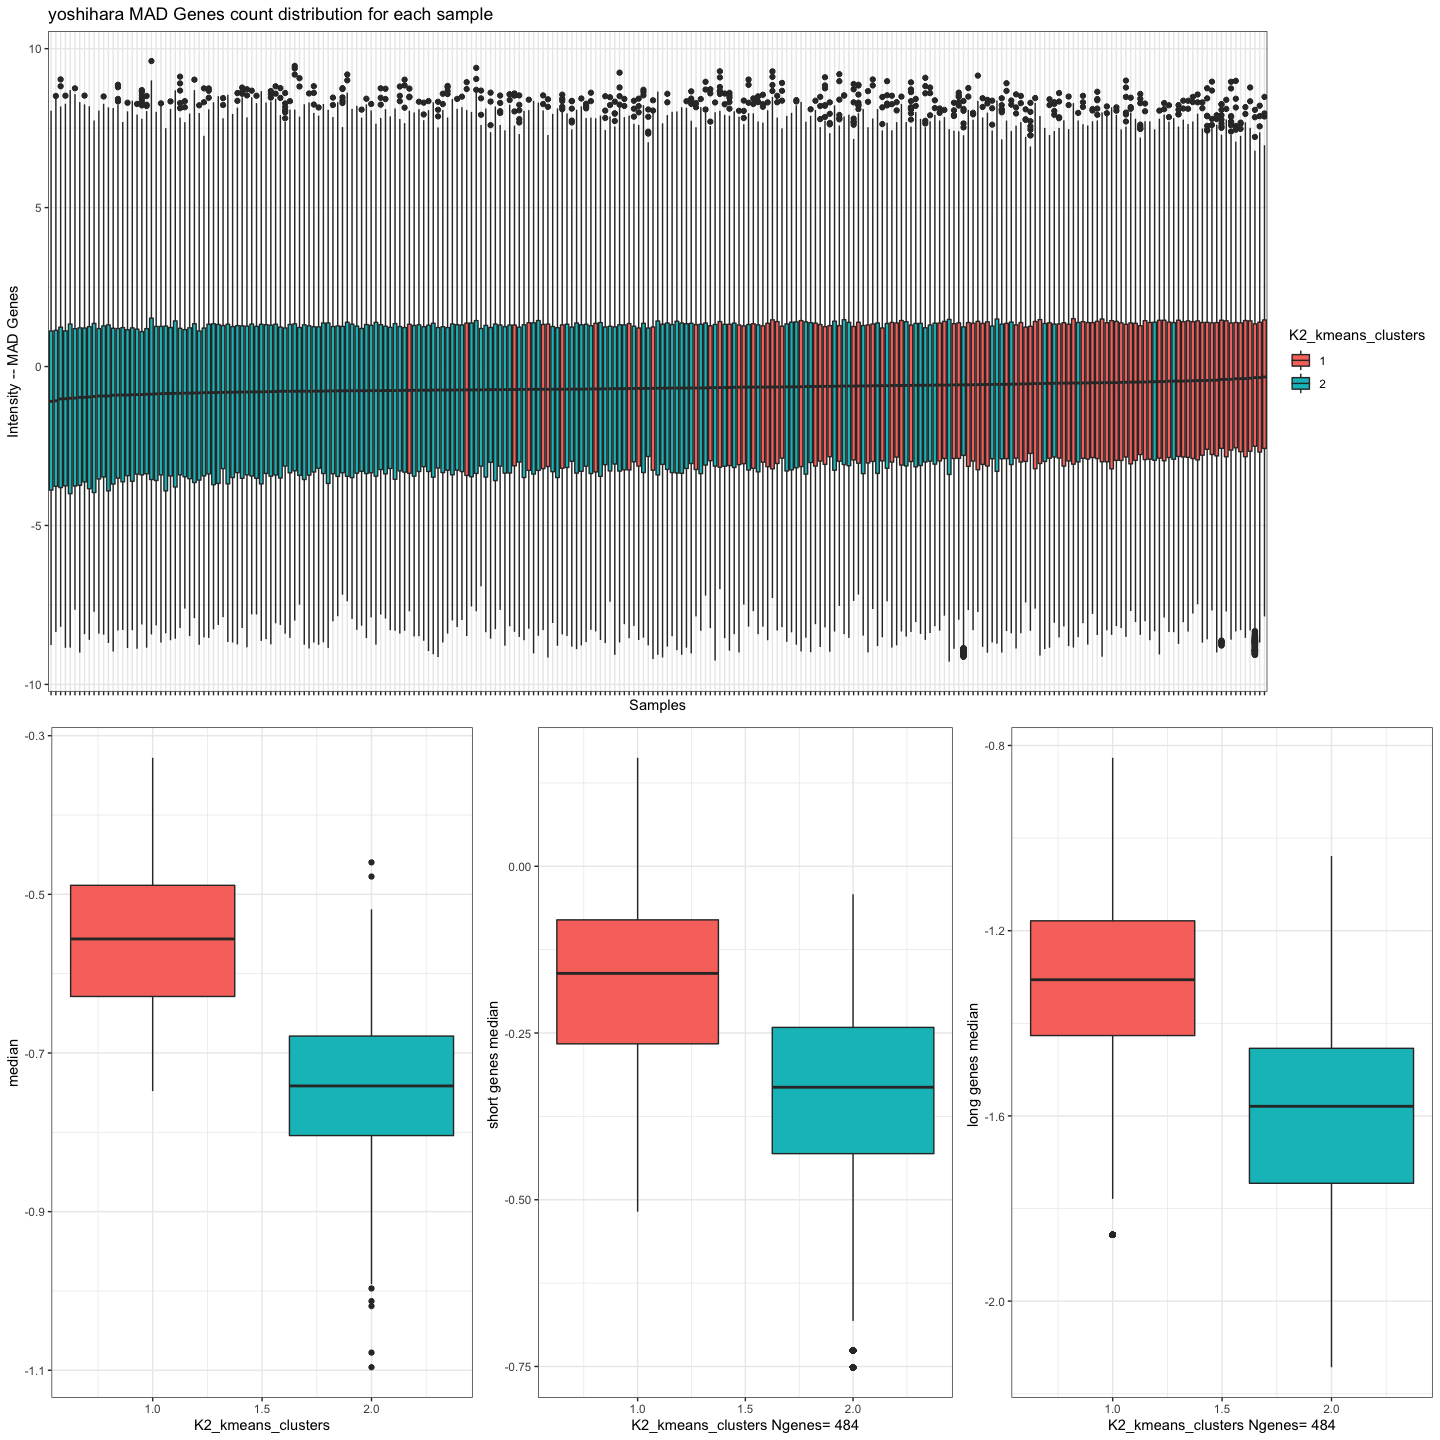 yoshihara MAD Genes count distribution for each sample
10
5
0
-5
-10
Intensity -- MAD Genes
Samples
K2_kmeans_clusters
1
2
-0.3
-0.5
-0.7
-0.9
-1.1
median
1.0
1.5
2.0
K2_kmeans_clusters
0.00
-0.25
-0.50
-0.75
short genes median
1.0
1.5
2.0
K2_kmeans_clusters Ngenes= 484
-0.8
-1.2
-1.6
-2.0
long genes median
1.0
1.5
2.0
K2_kmeans_clusters Ngenes= 484